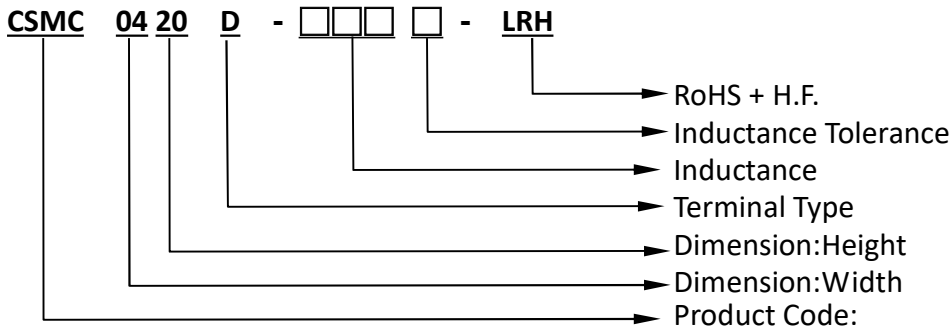 CSMC 04 20 D - □□□ □ - LRH
RoHS + H.F.
Inductance Tolerance
Inductance
Terminal Type
Dimension:Height
Dimension:Width
Product Code: